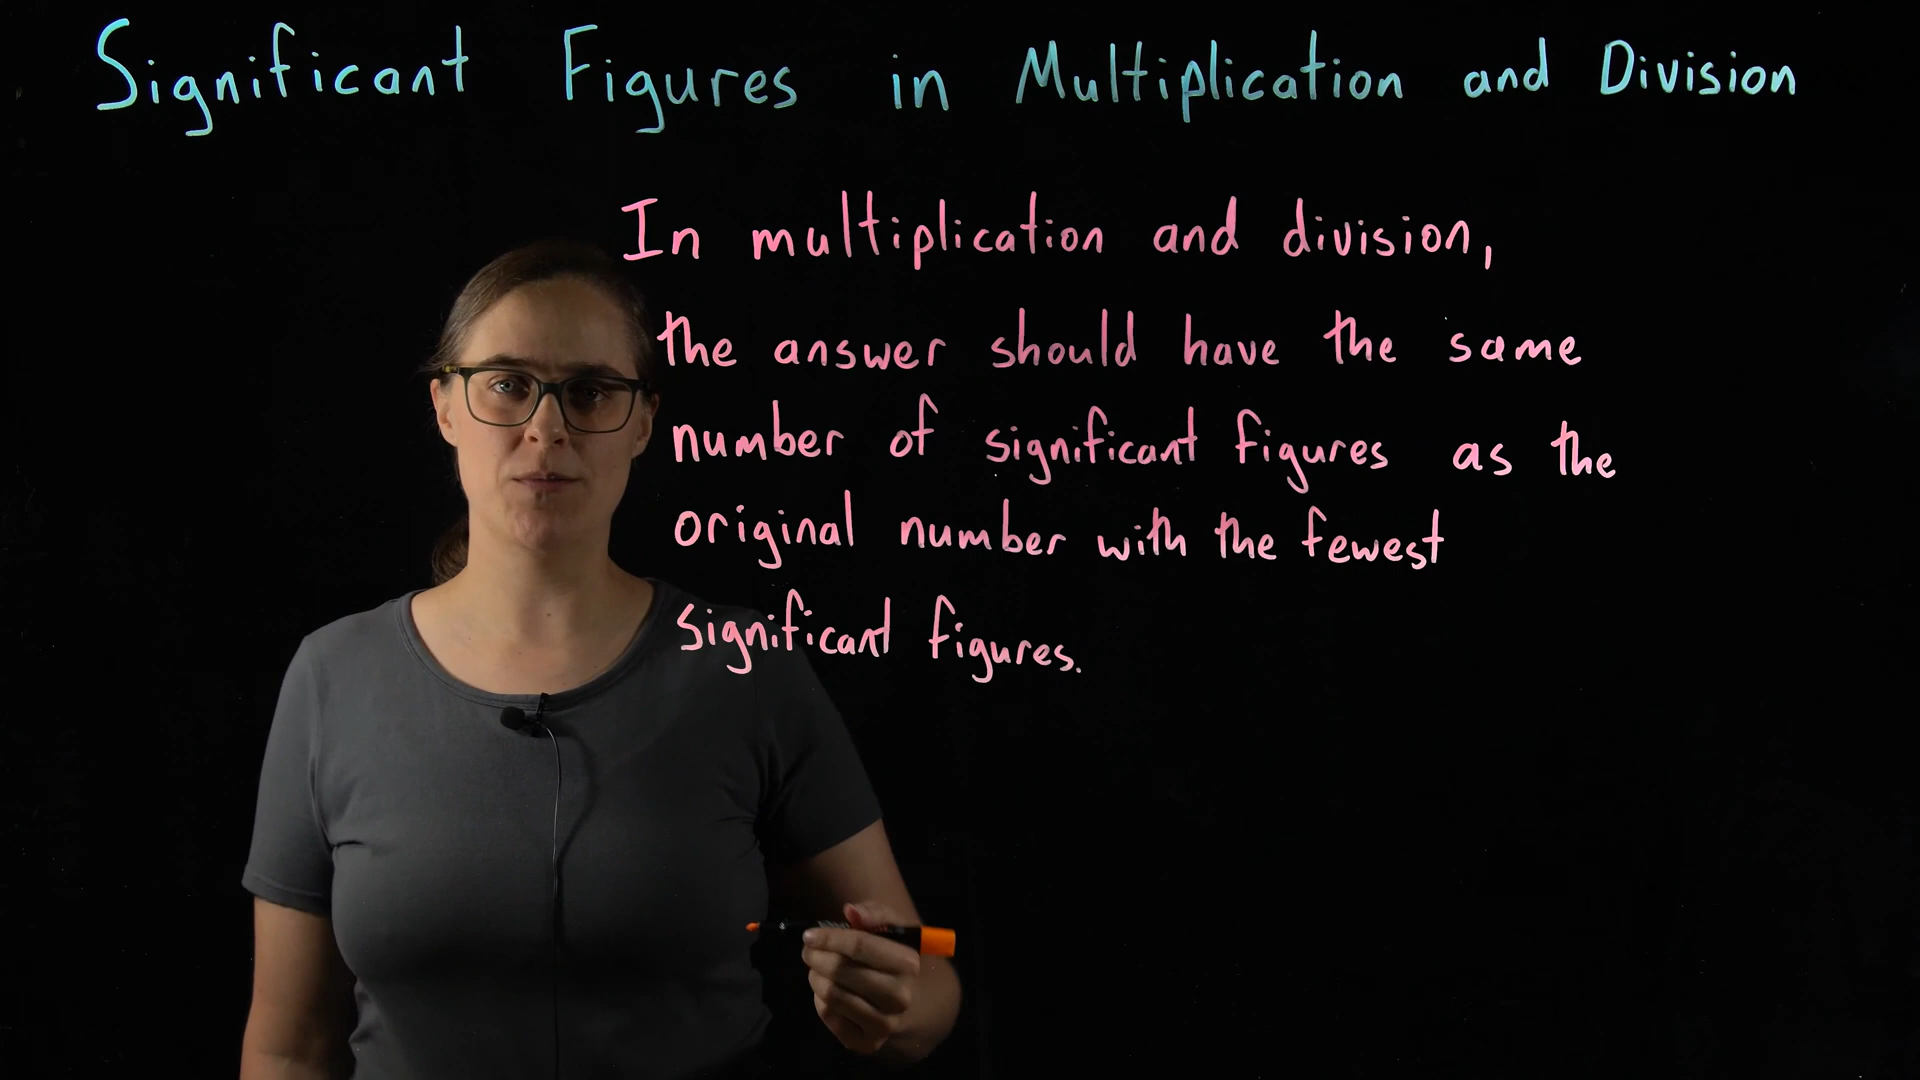 Significant Figures in Multiplication and Division
In multiplication and division,
the answer should have the same
number of significant figures as the
original number with the fewest
significant figures.